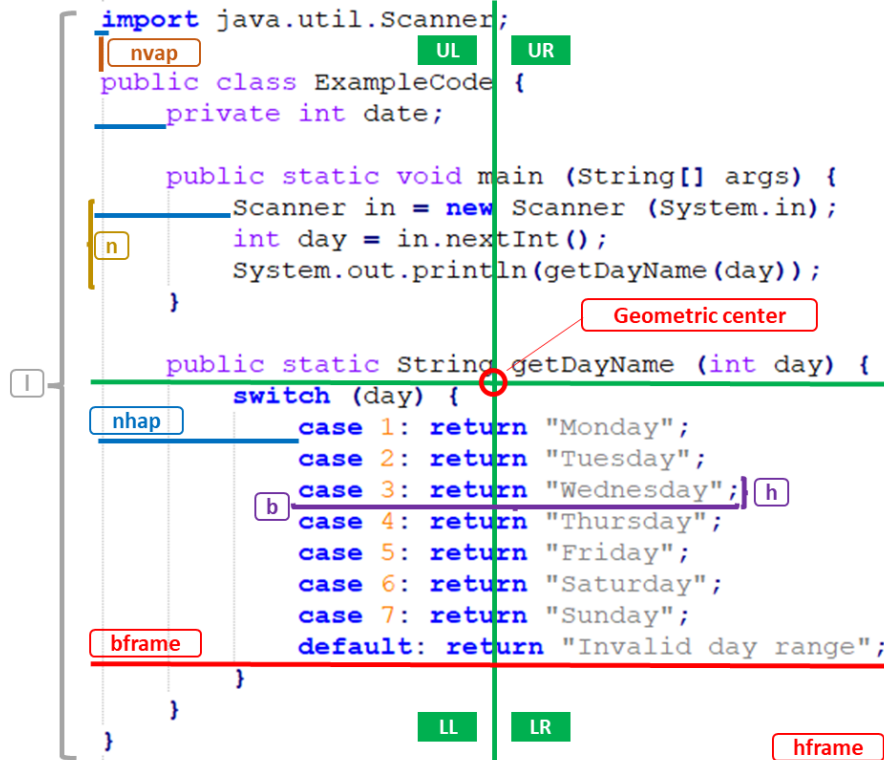 import java.util.Scanner;
nvap
UL
UR
public class ExampleCode {
    private int date;
    public static void main (String[] args) {
        Scanner in = new Scanner (System.in);
n
        int day = in.nextInt();
        System.out.println(getDayName(day));
    }
Geometric center
    public static String getDayName (int day) {
l
        switch (day) {
nhap
            case 1: return "Monday";
            case 2: return "Tuesday";
            case 3: return "Wednesday";
h
b
            case 4: return "Thursday";
            case 5: return "Friday";
            case 6: return "Saturday";
            case 7: return "Sunday";
bframe
            default: return "Invalid day range";
        }
    }
LL
LR
}
hframe